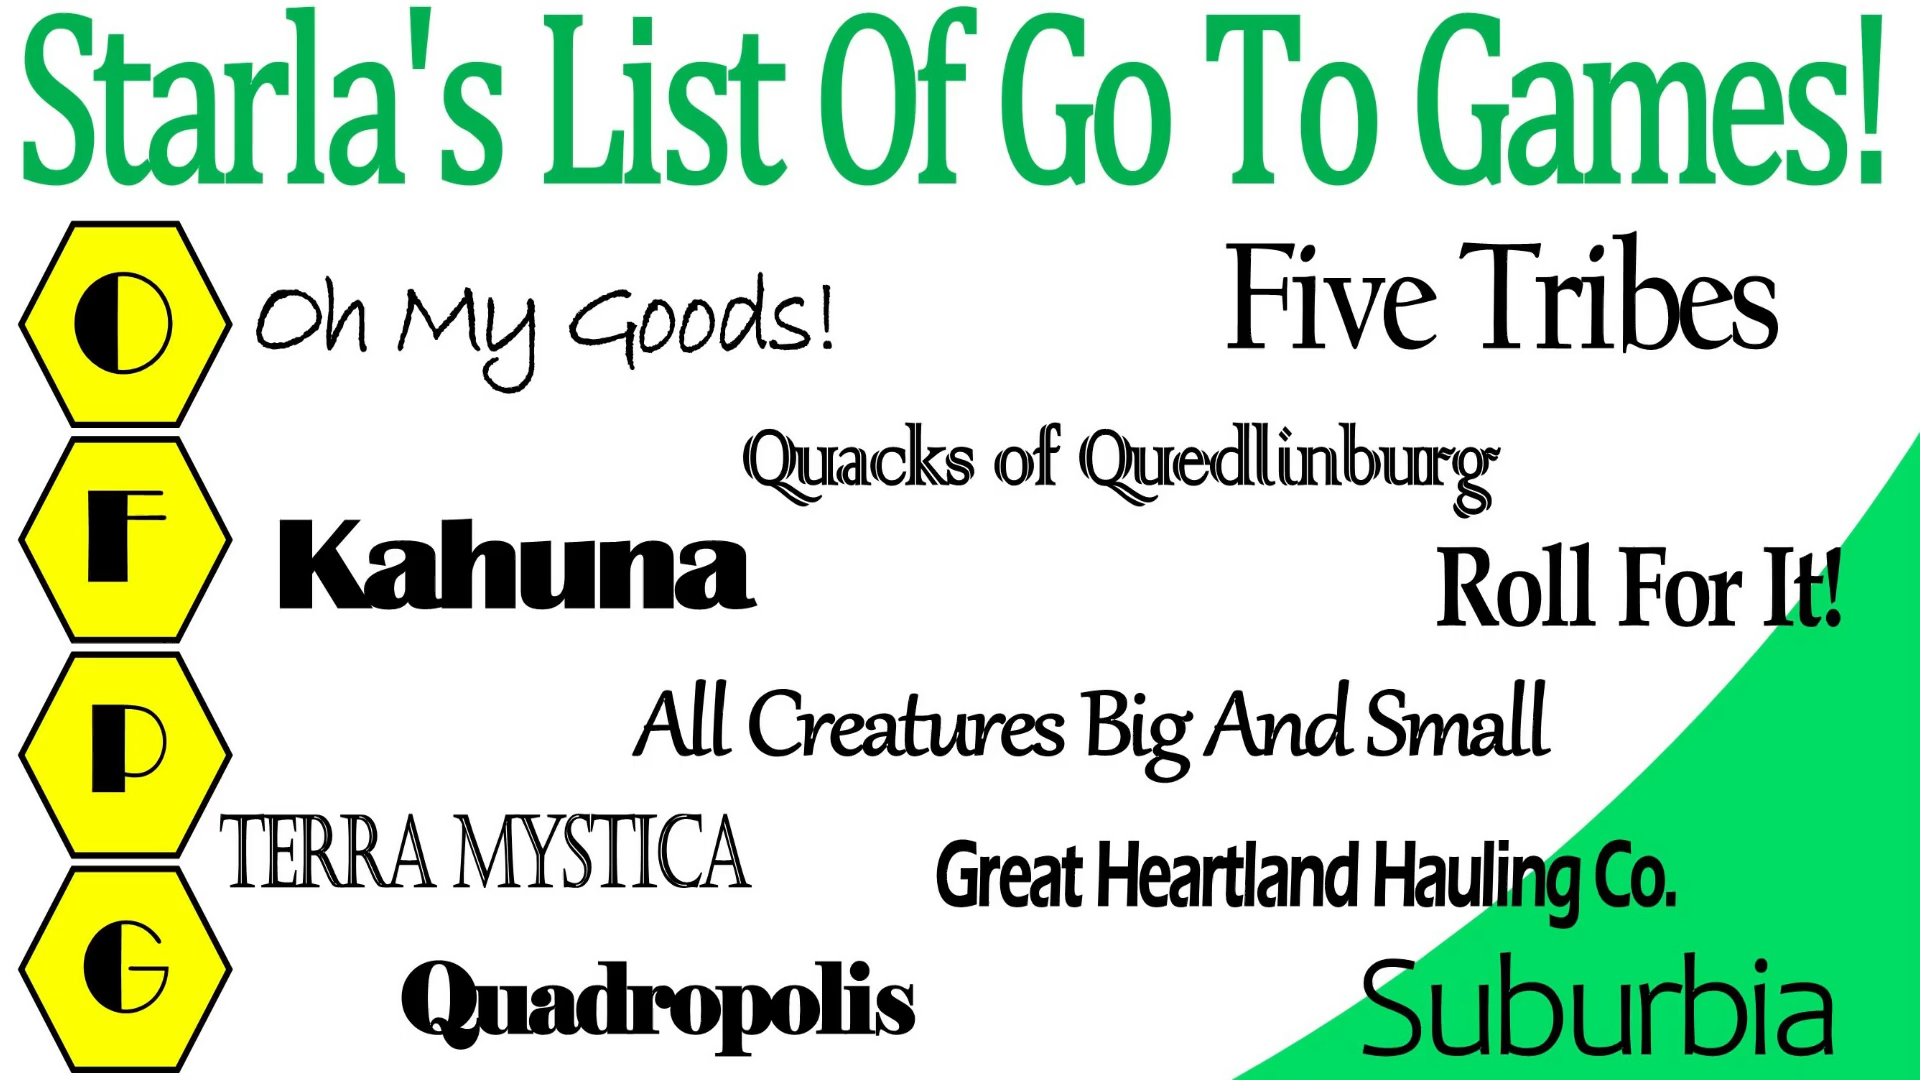 Starla's List Of Go To Games!
O
F
P
G
Oh My Goods!
Five Tribes
Quacks of Quedlinburg
Kahuna
Roll For It!
All Creatures Big And Small
TERRA MYSTICA
Great Heartland Hauling Co.
Quadropolis
Suburbia